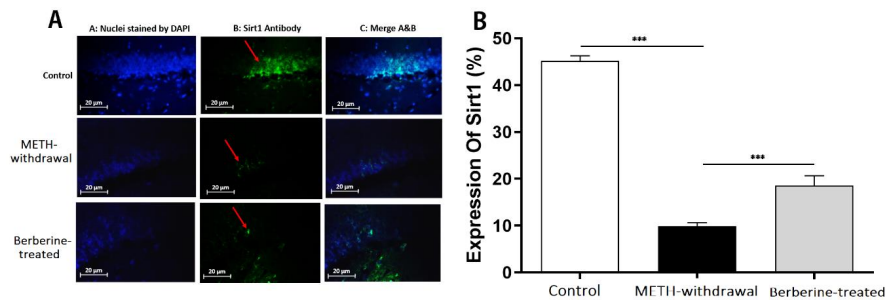 A
A: Nuclei stained by DAPI
B: Sirt1 Antibody
C: Merge A&B
Control
20 µm
20 µm
20 µm
METH-
withdrawal
20 µm
20 µm
20 µm
Berberine-
treated
20 µm
20 µm
20 µm
B
Expression Of Sirt1 (%)
50
40
30
20
10
0
***
***
Control
METH-withdrawal
Berberine-treated